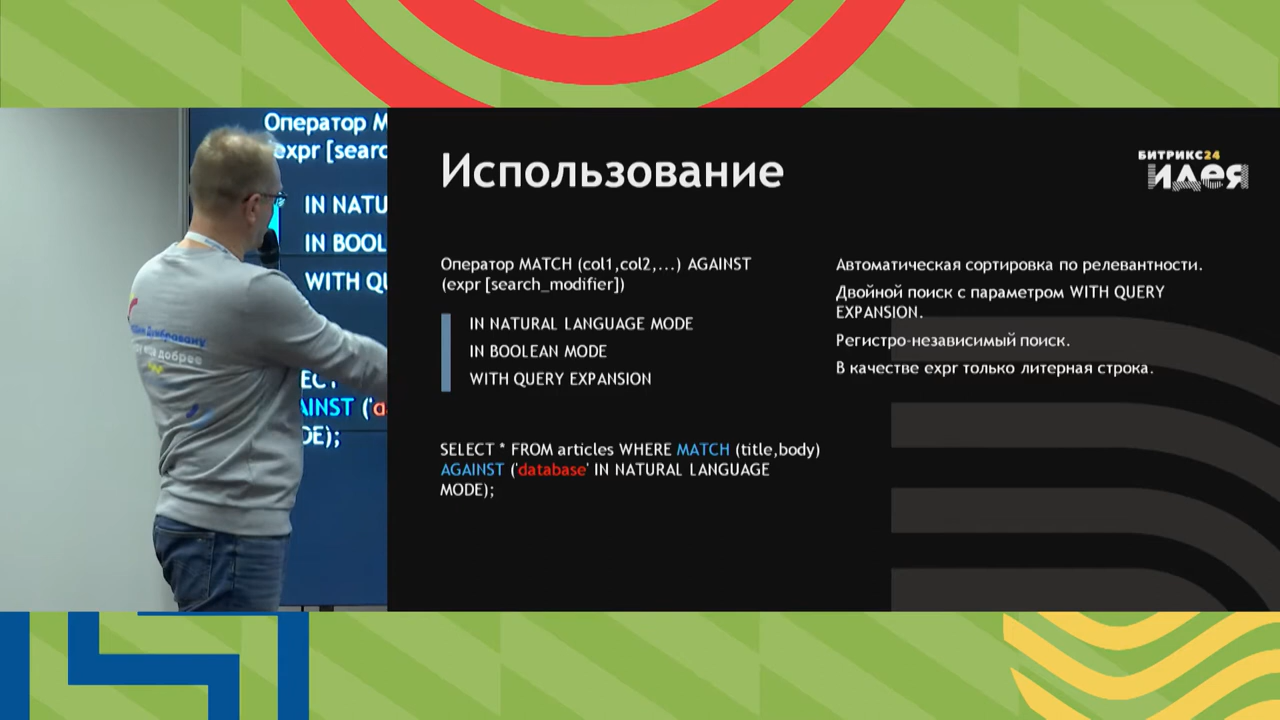 Оператор M
expr [searc
IN NATU
IN BOOL
WITH QU
AINST ('a
DE);
добрее
Использование
БИТРИКС24
идея
Оператор MATCH (col1,col2,...) AGAINST
(expr [search_modifier])
IN NATURAL LANGUAGE MODE
IN BOOLEAN MODE
WITH QUERY EXPANSION
SELECT * FROM articles WHERE MATCH (title,body)
AGAINST ('database' IN NATURAL LANGUAGE
MODE);
Автоматическая сортировка по релевантности.
Двойной поиск с параметром WITH QUERY
EXPANSION.
Регистро-независимый поиск.
В качестве expr только литерная строка.